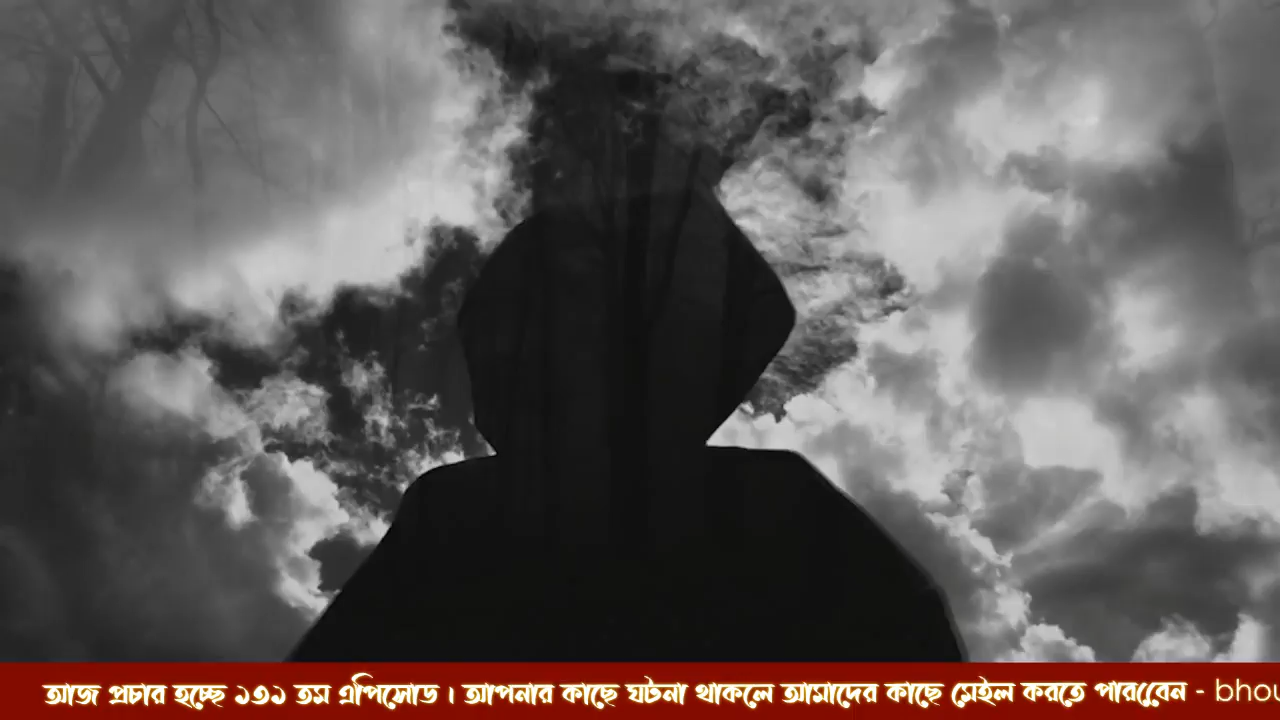 আজ প্রচার হচ্ছে ১৩১ তম এপিসোড। আপনার কাছে ঘটনা থাকলে আমাদের কাছে মেইল করতে পারবেন - bhou